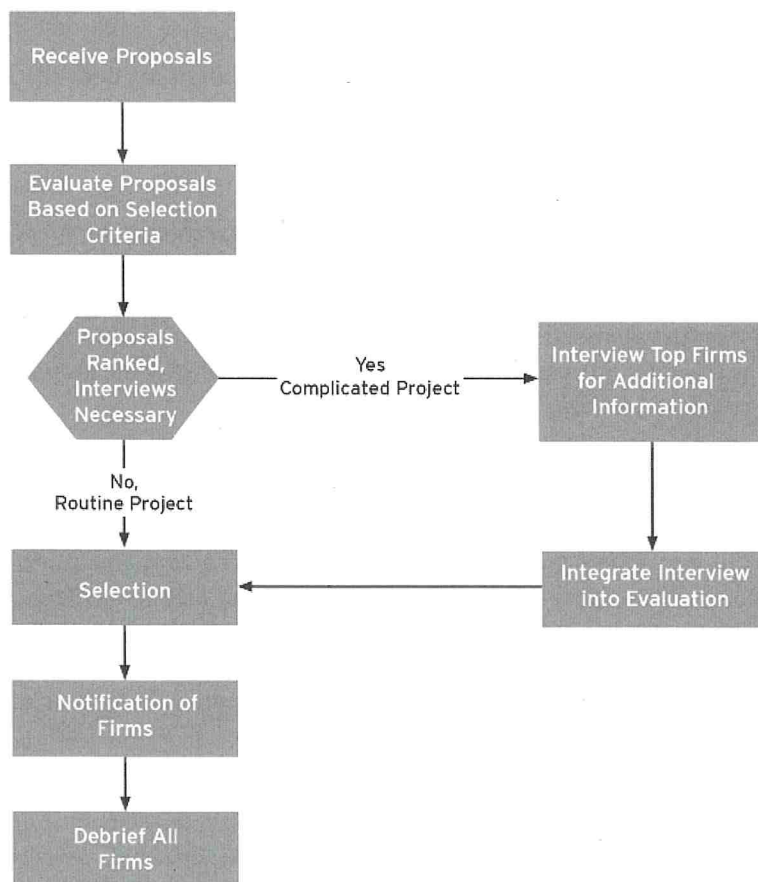 Receive Proposals
Evaluate Proposals
Based on Selection
Criteria
Proposals
Ranked,
Interviews
Necessary
Yes
Complicated Project
Interview Top Firms
for Additional
Information
No,
Routine Project
Selection
Integrate Interview
into Evaluation
Notification of
Firms
Debrief All
Firms